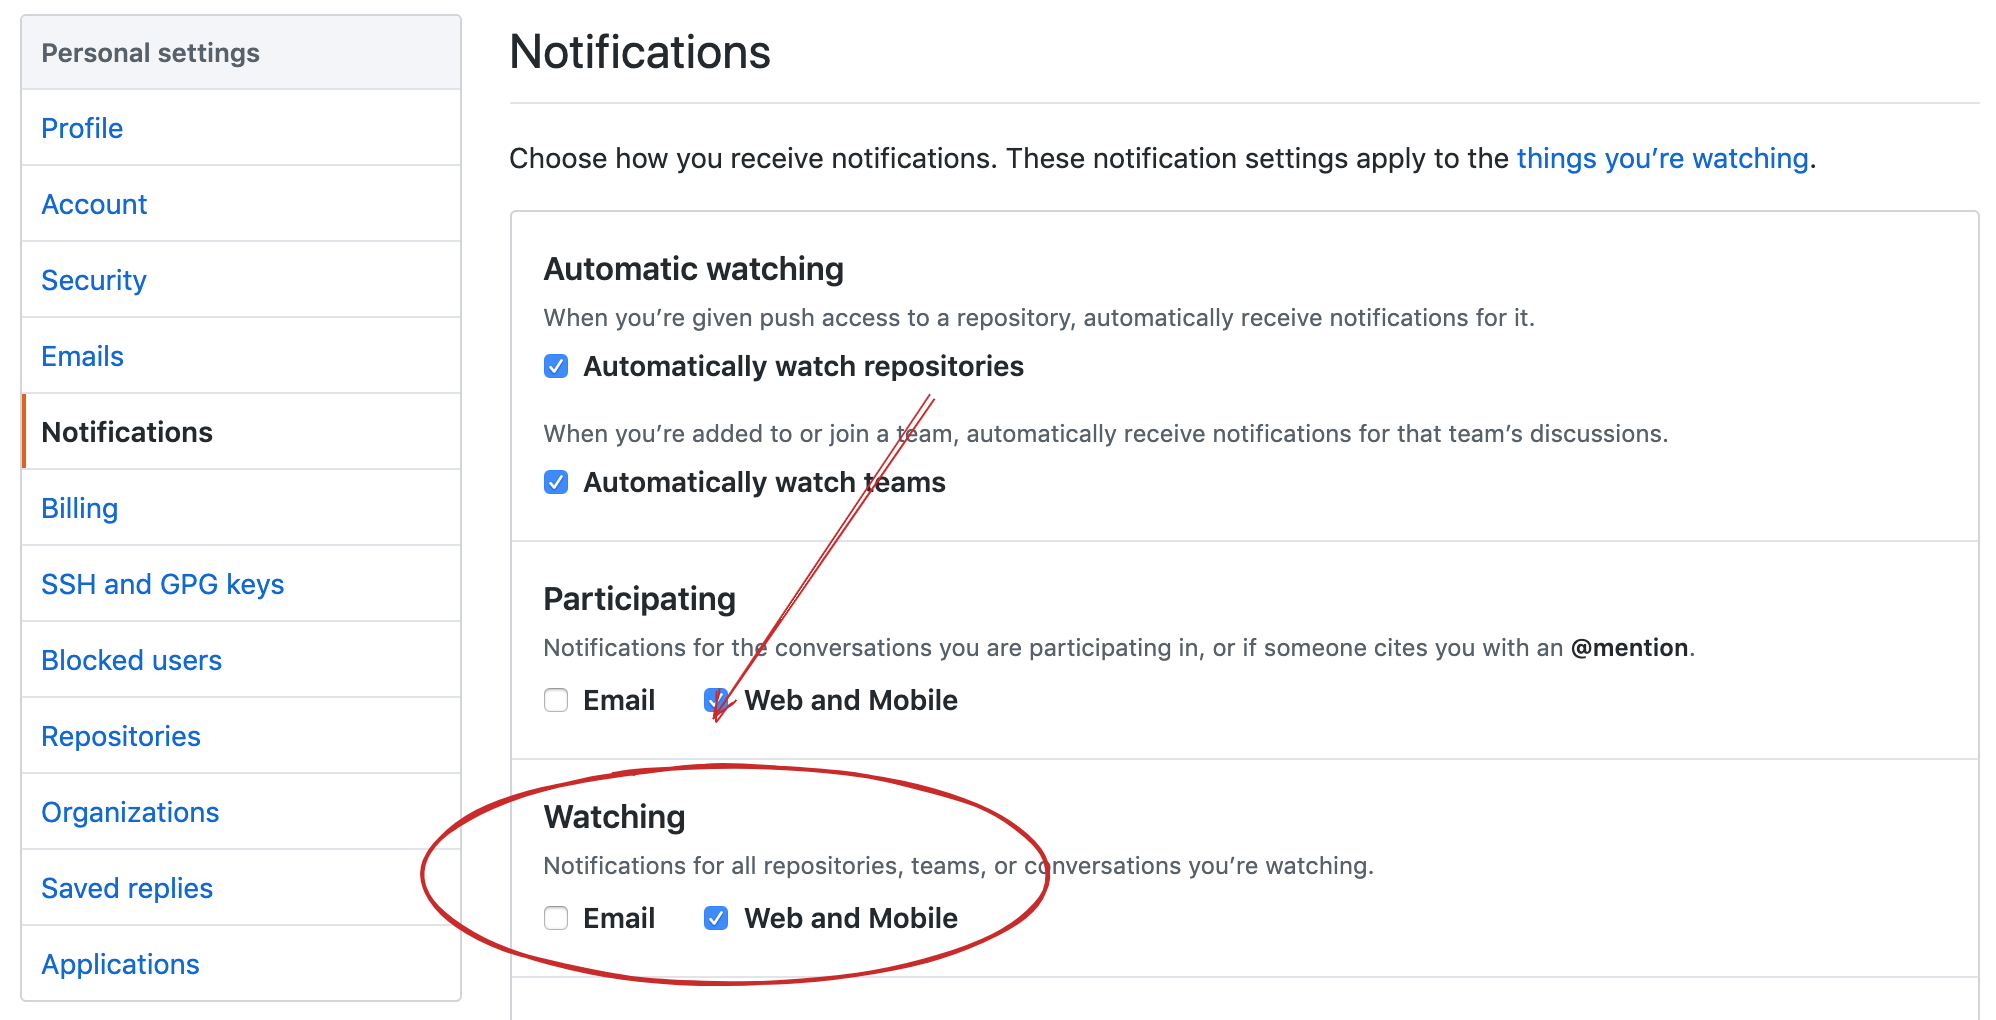 Personal settings
Profile
Account
Security
Emails
Notifications
Billing
SSH and GPG keys
Blocked users
Repositories
Organizations
Saved replies
Applications
Notifications
Choose how you receive notifications. These notification settings apply to the things you’re watching.
Automatic watching
When you’re given push access to a repository, automatically receive notifications for it.
Automatically watch repositories
When you’re added to or join a team, automatically receive notifications for that team’s discussions.
Automatically watch teams
Participating
Notifications for the conversations you are participating in, or if someone cites you with an @mention.
Email Web and Mobile
Watching
Notifications for all repositories, teams, or conversations you’re watching.
Email Web and Mobile